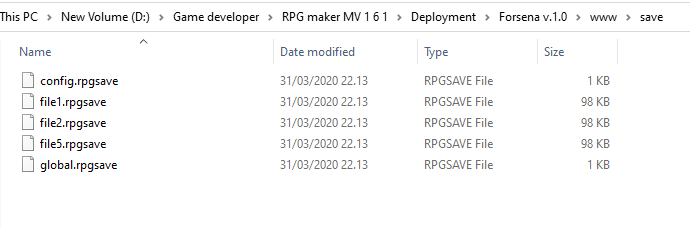 This PC > New Volume (D:) > Game developer > RPG maker MV 1 6 1 > Deployment > Forsena v.1.0 > www > save
Name Date modified Type Size
config.rpgsave 31/03/2020 22.13 RPGSAVE File 1 KB
file1.rpgsave 31/03/2020 22.13 RPGSAVE File 98 KB
file2.rpgsave 31/03/2020 22.13 RPGSAVE File 98 KB
file5.rpgsave 31/03/2020 22.13 RPGSAVE File 98 KB
global.rpgsave 31/03/2020 22.13 RPGSAVE File 1 KB